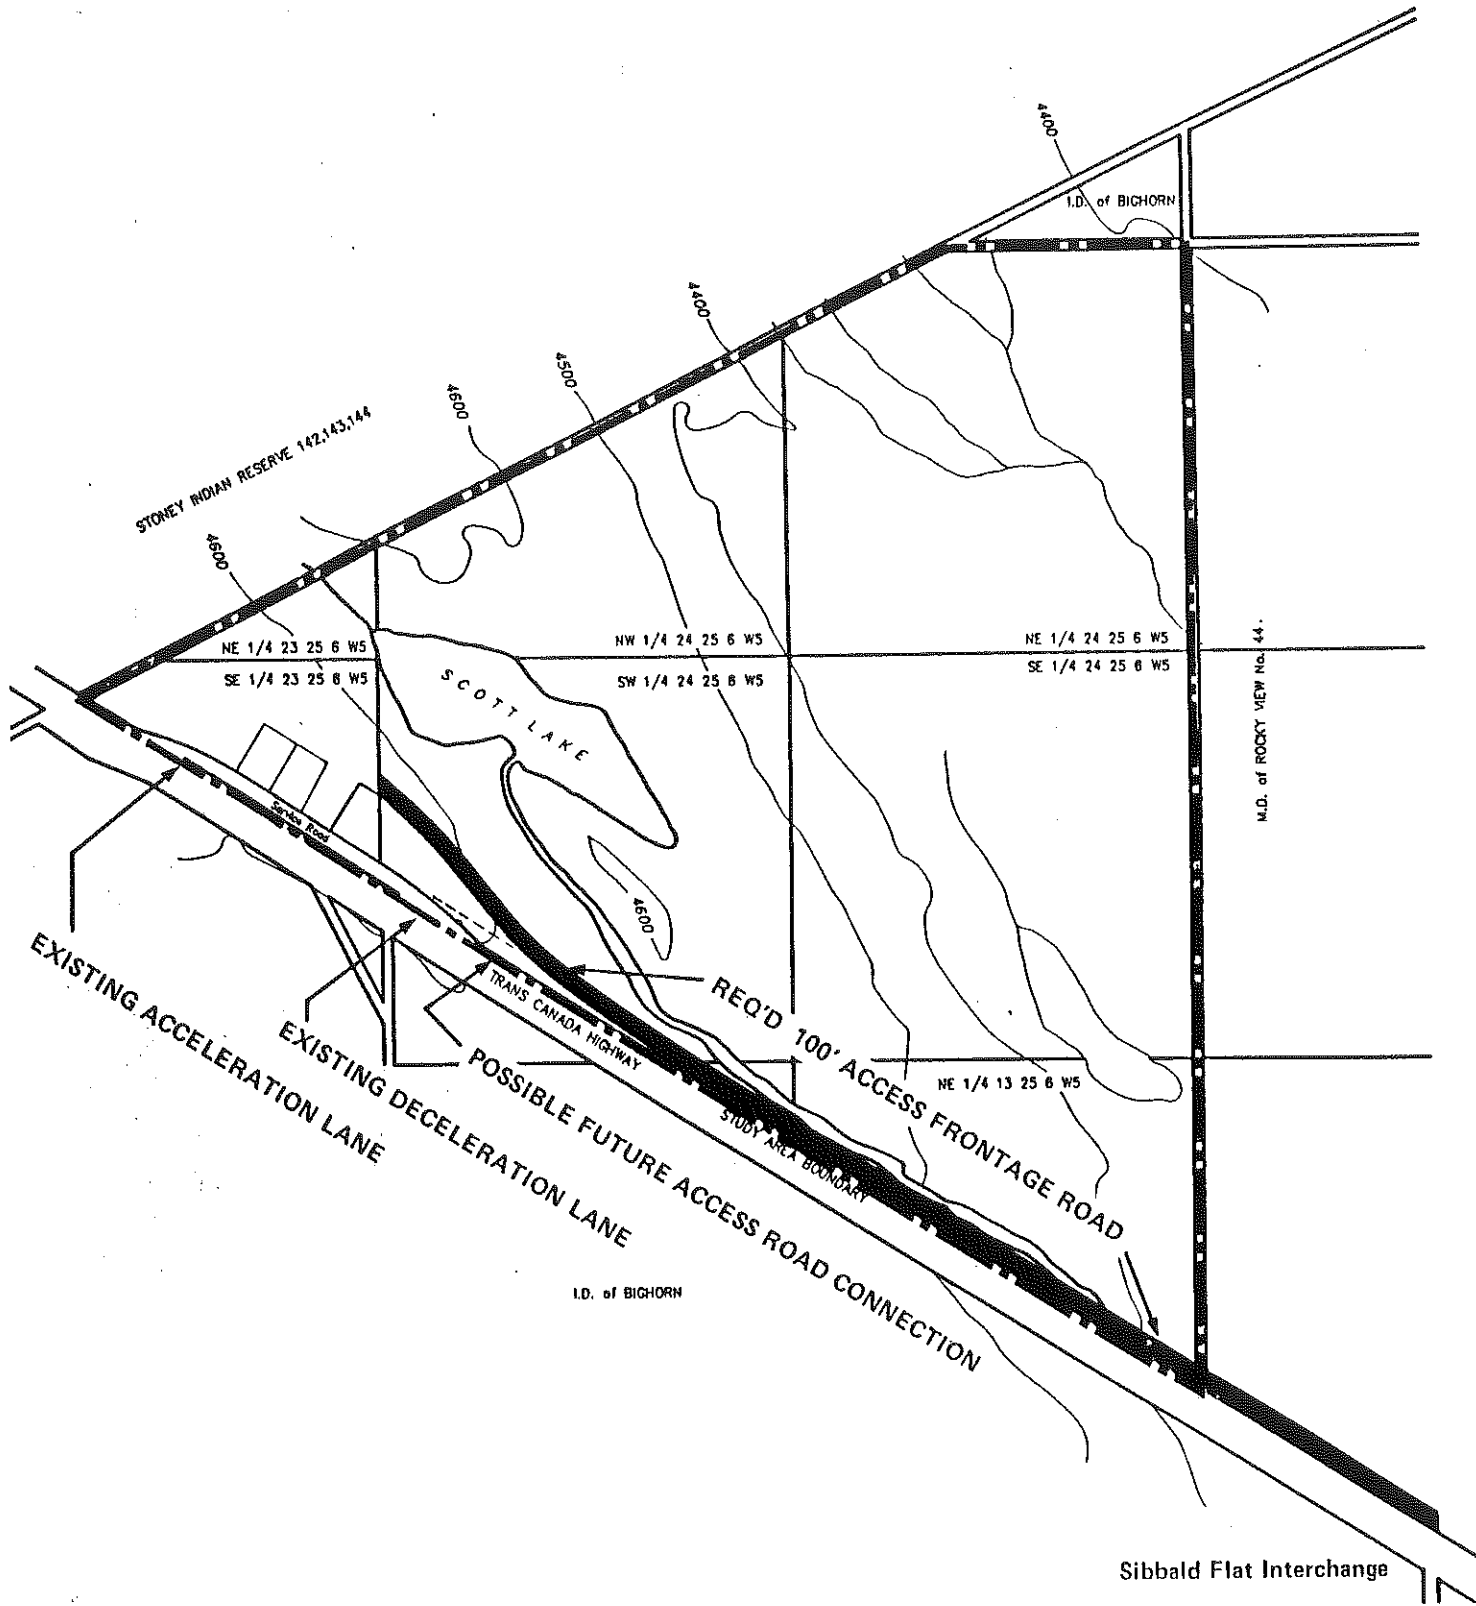 4400
I.D. of BIGHORN
4400
4500
4600
STONEY INDIAN RESERVE 142,143,144
4600
NE 1/4 23 25 6 W5
SE 1/4 23 25 6 W5
NW 1/4 24 25 6 W5
SW 1/4 24 25 6 W5
NE 1/4 24 25 6 W5
SE 1/4 24 25 6 W5
M.D. of ROCKY VIEW No. 44.
SCOTT LAKE
Service Road
4600
EXISTING ACCELERATION LANE
EXISTING DECELERATION LANE
POSSIBLE FUTURE ACCESS ROAD CONNECTION
REQ'D 100' ACCESS FRONTAGE ROAD
TRANS CANADA HIGHWAY
NE 1/4 13 25 6 W5
STUDY AREA BOUNDARY
I.D. of BIGHORN
Sibbald Flat Interchange